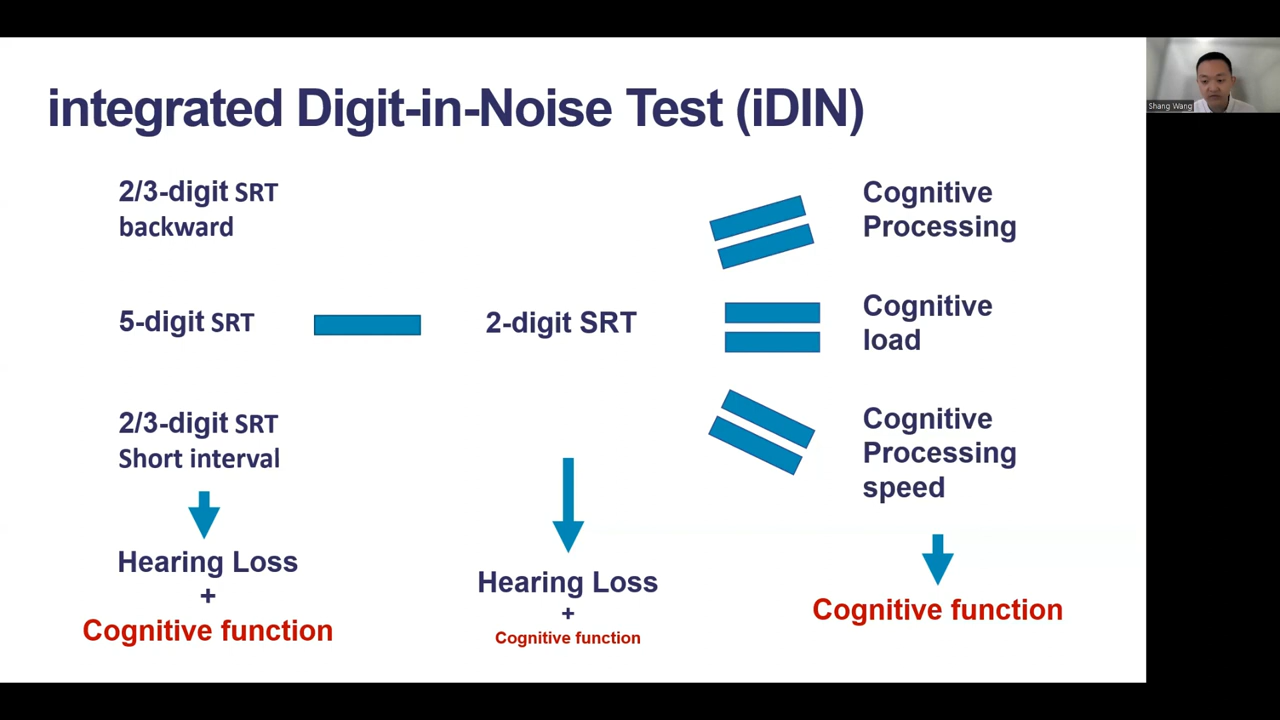 integrated Digit-in-Noise Test (iDIN)
Shang Wang
2/3-digit SRT
backward
Cognitive
Processing
5-digit SRT
2-digit SRT
Cognitive
load
2/3-digit SRT
Short interval
Cognitive
Processing
speed
Hearing Loss
+
Cognitive function
Hearing Loss
+
Cognitive function
Cognitive function